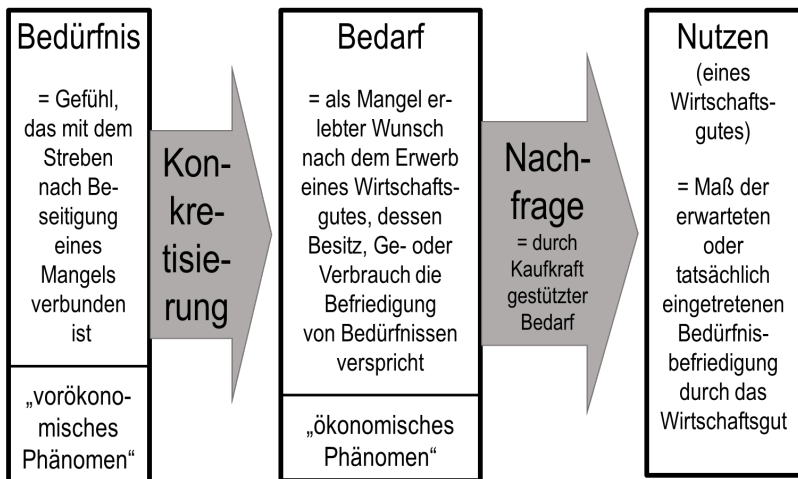 Bedürfnis
= Gefühl,
das mit dem
Streben
nach Be-
seitigung
eines
Mangels
verbunden
ist
„vorökono-
misches
Phänomen“
Kon-
kre-
tisie-
rung
Bedarf
= als Mangel er-
lebter Wunsch
nach dem Erwerb
eines Wirtschafts-
gutes, dessen
Besitz, Ge- oder
Verbrauch die
Befriedigung
von Bedürfnissen
verspricht
„ökonomisches
Phänomen“
Nach-
frage
= durch
Kaufkraft
gestützter
Bedarf
Nutzen
(eines
Wirtschafts-
gutes)
= Maß der
erwarteten
oder
tatsächlich
eingetretenen
Bedürfnis-
befriedigung
durch das
Wirtschaftsgut